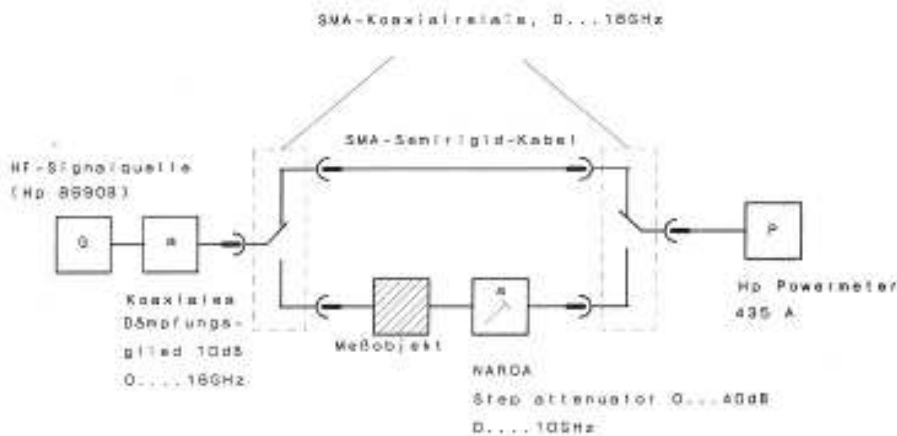 SMA-Koaxialrelais, 0...18GHz
SMA-Semirigid-Kabel
HF-Signalquelle
(Hp 8690B)
G
a
P
Koaxiales
Dämpfungs-
glied 10dB
0....18GHz
Meßobjekt
a
Hp Powermeter
435 A
NARDA
Step attenuator 0...40dB
0....10GHz